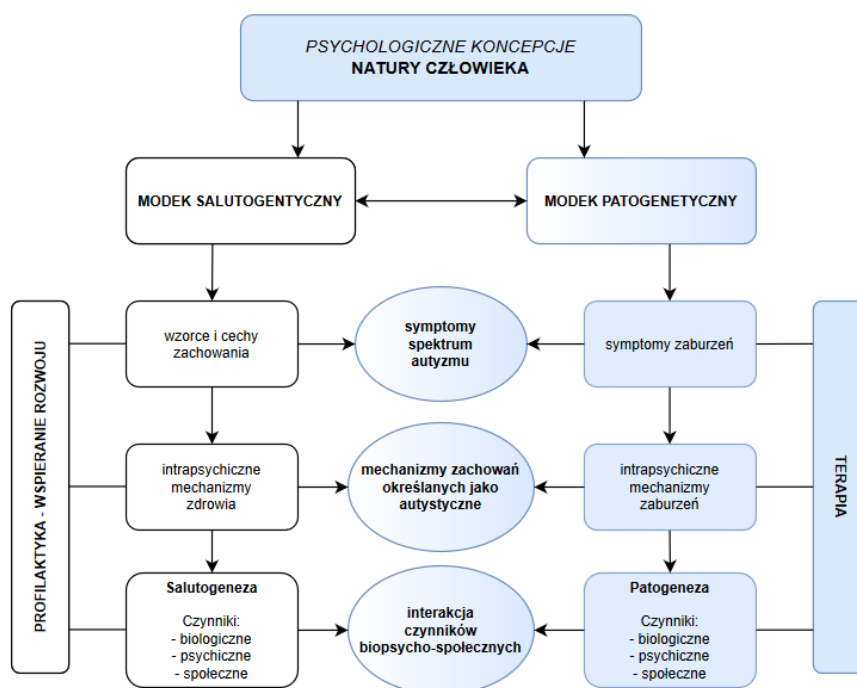 PSYCHOLOGICZNE KONCEPCJE
NATURY CZŁOWIEKA
MODEK SALUTOGENTYCZNY
MODEK PATOGENETYCZNY
PROFILAKTYKA - WSPIERANIE ROZWOJU
wzorce i cechy
zachowania
symptomy
spektrum
autyzmu
symptomy zaburzeń
TERAPIA
intrapsychiczne
mechanizmy
zdrowia
mechanizmy zachowań
określanych jako
autystyczne
intrapsychiczne
mechanizmy
zaburzeń
Salutogeneza
Czynniki:
- biologiczne
- psychiczne
- społeczne
interakcja
czynników
biopsycho-społecznych
Patogeneza
Czynniki:
- biologiczne
- psychiczne
- społeczne